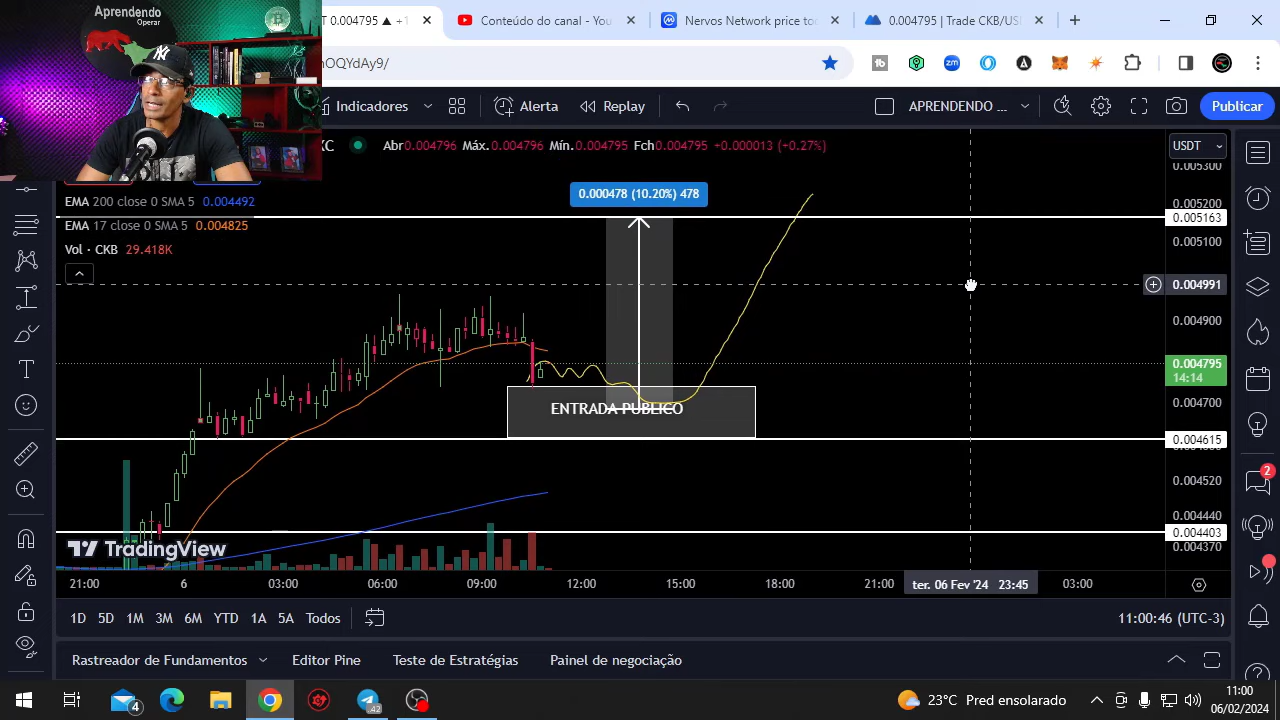 Aprendendo
Operar
T 0.004795 ▲ +1
Conteúdo do canal - You
Nervos Network price to
0.004795 | Trade CKB/US
nOQYdAy9/
Indicadores
Alerta
Replay
APRENDENDO ...
Publicar
XC
Abr0.004796 Máx.0.004796 Mín.0.004795 Fch0.004795 +0.000013 (+0.27%)
USDT
EMA 200 close 0 SMA 5 0.004492
EMA 17 close 0 SMA 5 0.004825
Vol · CKB 29.418K
0.000478 (10.20%) 478
ENTRADA PUBLICO
0.005300
0.005200
0.005163
0.005100
0.004991
0.004900
0.004795
14:14
0.004700
0.004615
0.004520
0.004440
0.004403
0.004370
TradingView
21:00
6
03:00
06:00
09:00
12:00
15:00
18:00
21:00
ter. 06 Fev '24 23:45
03:00
1D 5D 1M 3M 6M YTD 1A 5A Todos
11:00:46 (UTC-3)
Rastreador de Fundamentos
Editor Pine
Teste de Estratégias
Painel de negociação
2
4
.42
23°C Pred ensolarado
11:00
06/02/2024